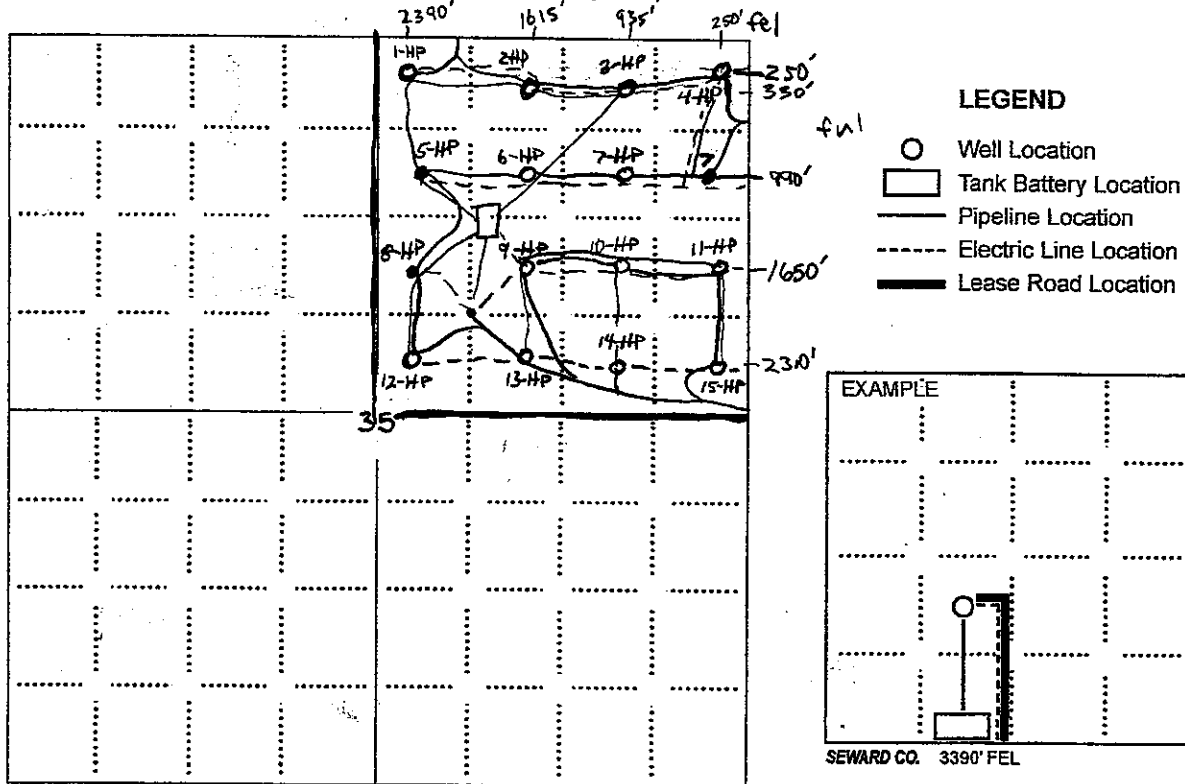 2390' 1615' 935' 250' fel
1-HP 2HP 3-HP 4-HP
250'
330'
fnl
5-HP 6-HP 7-HP 7
990'
8-HP 9-HP 10-HP 11-HP
1650'
14-HP
2310'
12-HP 13-HP 15-HP
35
LEGEND
Well Location
Tank Battery Location
Pipeline Location
Electric Line Location
Lease Road Location
EXAMPLE
SEWARD CO. 3390' FEL